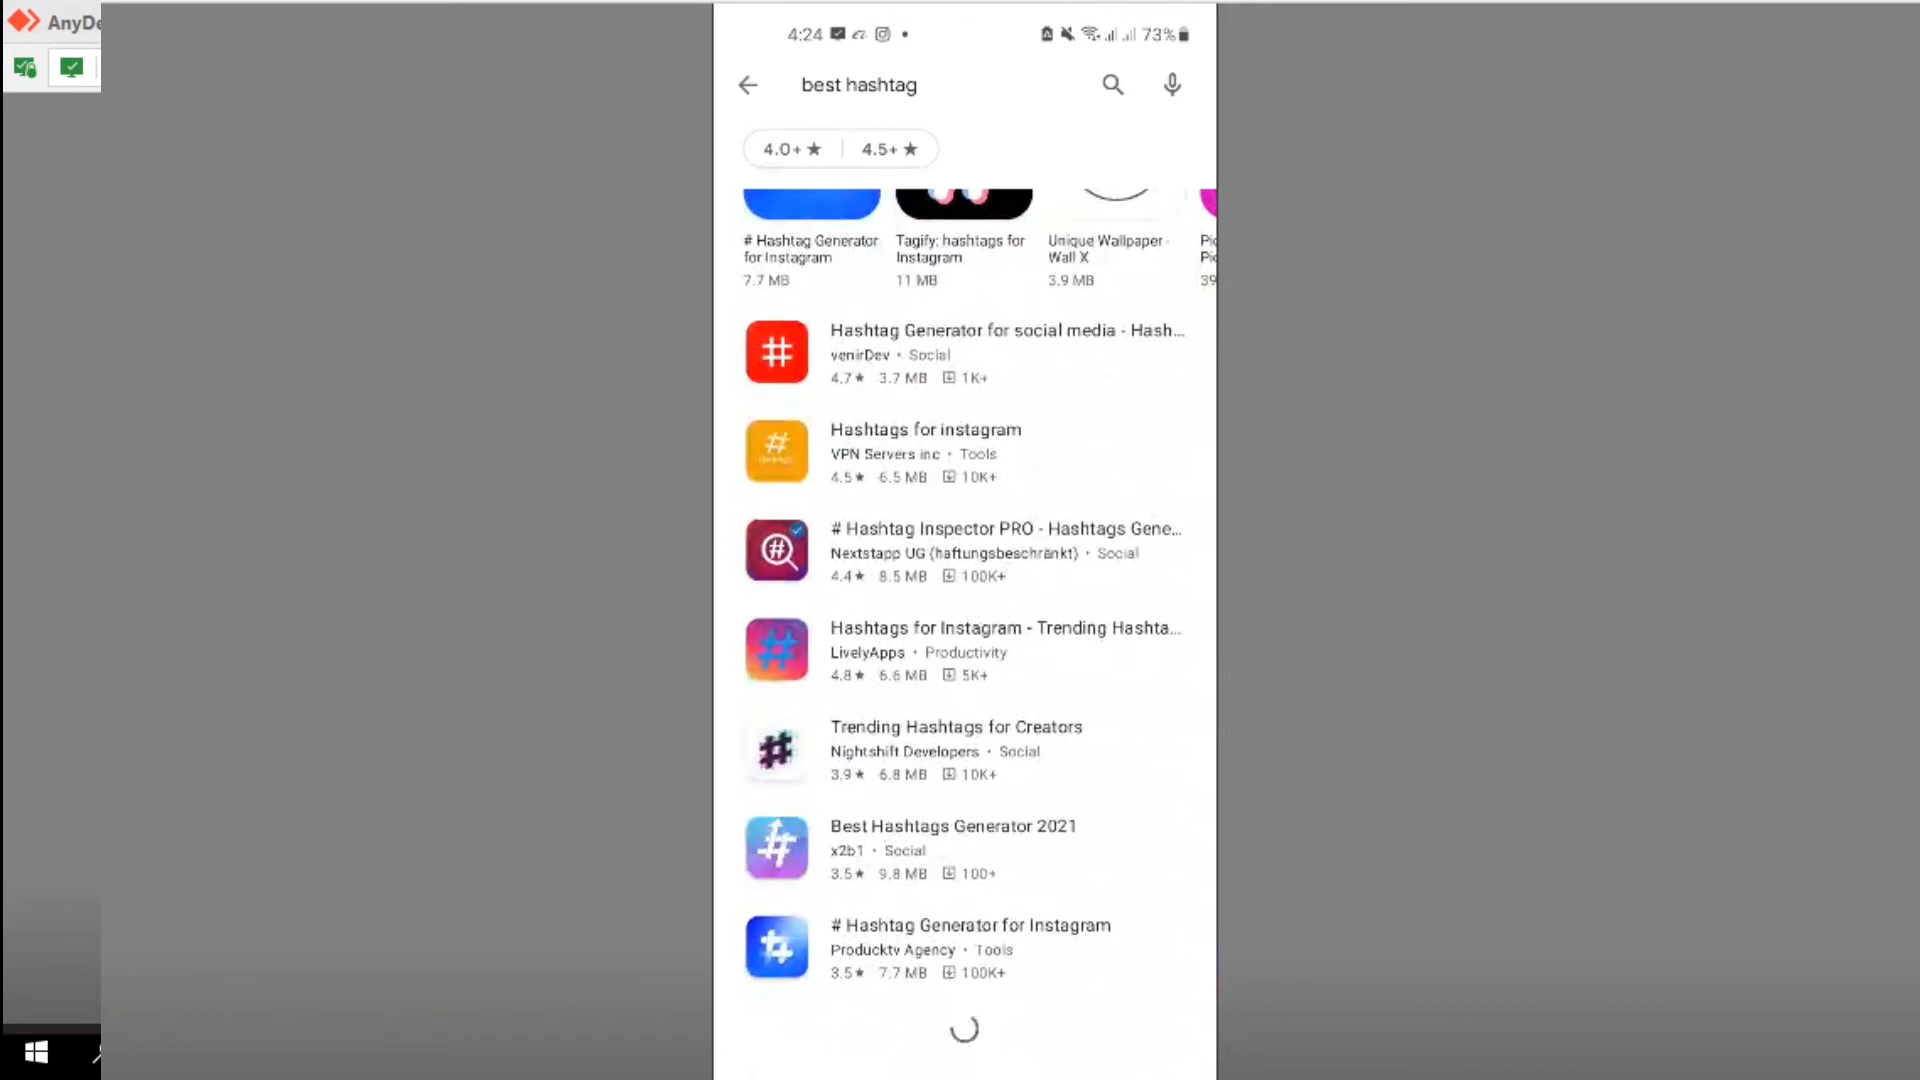 AnyDe
4:24
73%
best hashtag
4.0+ ★ 4.5+ ★
# Hashtag Generator for Instagram
7.7 MB
Tagify: hashtags for Instagram
11 MB
Unique Wallpaper - Wall X
3.9 MB
Pic
Pic
39
Hashtag Generator for social media - Hash...
venirDev • Social
4.7★ 3.7 MB 1K+
Hashtags for instagram
VPN Servers inc • Tools
4.5★ 6.5 MB 10K+
# Hashtag Inspector PRO - Hashtags Gene...
Nextstapp UG (haftungsbeschränkt) • Social
4.4★ 8.5 MB 100K+
Hashtags for Instagram - Trending Hashta...
LivelyApps • Productivity
4.8★ 6.6 MB 5K+
Trending Hashtags for Creators
Nightshift Developers • Social
3.9★ 6.8 MB 10K+
Best Hashtags Generator 2021
x2b1 • Social
3.5★ 9.8 MB 100+
# Hashtag Generator for Instagram
Producktv Agency • Tools
3.5★ 7.7 MB 100K+